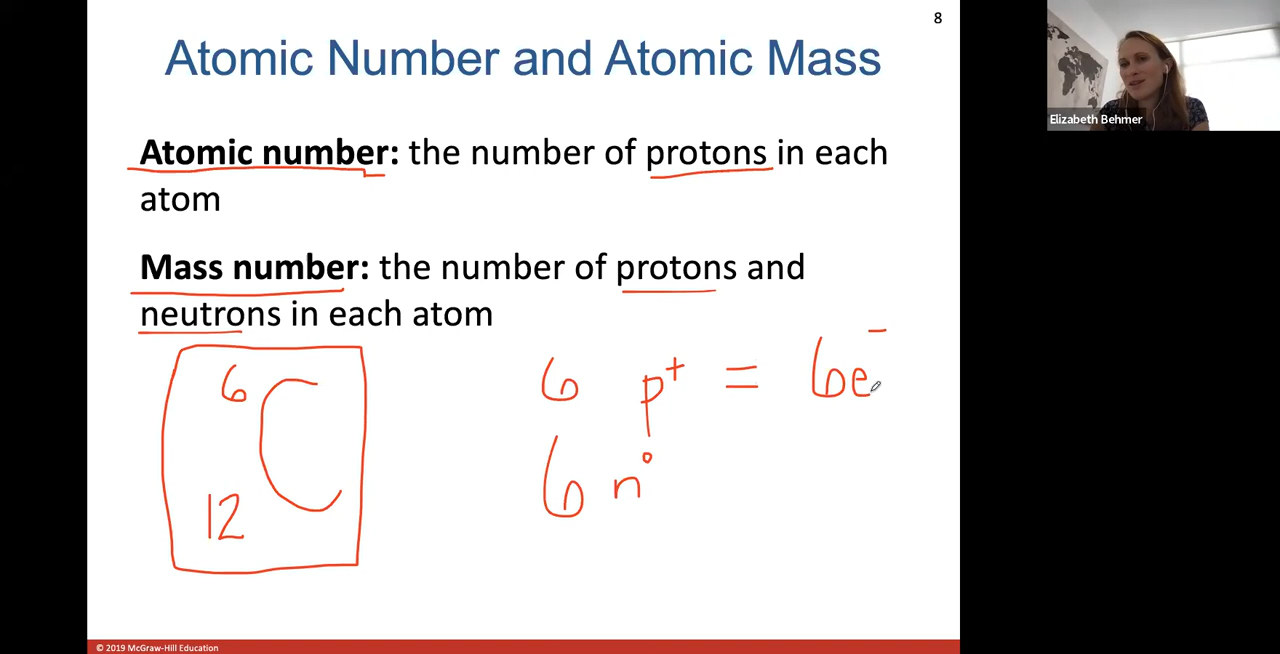 8
Atomic Number and Atomic Mass
Elizabeth Behmer
Atomic number: the number of protons in each
atom
Mass number: the number of protons and
neutrons in each atom
6 C
12
6 p⁺ = 6e⁻
6 n⁰
© 2019 McGraw-Hill Education